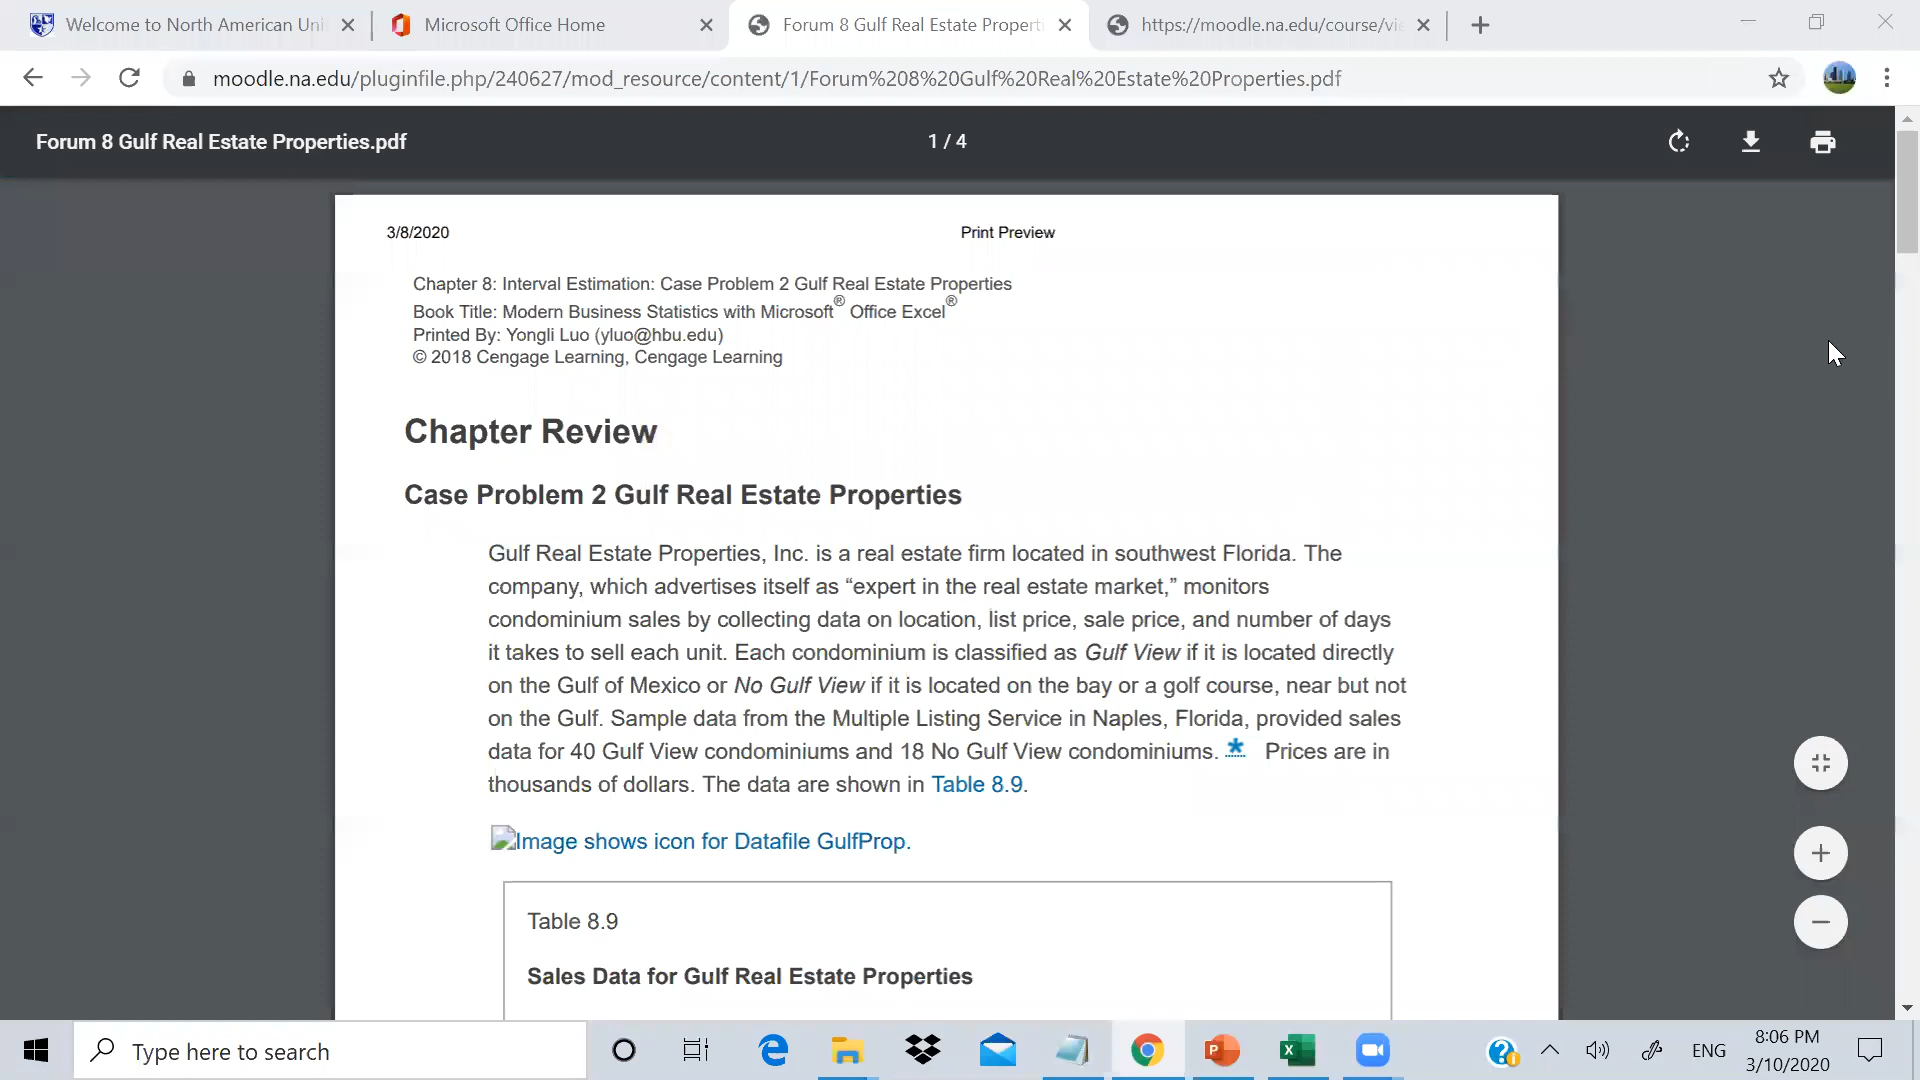 Welcome to North American Uni
Microsoft Office Home
Forum 8 Gulf Real Estate Properti
https://moodle.na.edu/course/vie
moodle.na.edu/pluginfile.php/240627/mod_resource/content/1/Forum%208%20Gulf%20Real%20Estate%20Properties.pdf
Forum 8 Gulf Real Estate Properties.pdf
1 / 4
3/8/2020
Print Preview
Chapter 8: Interval Estimation: Case Problem 2 Gulf Real Estate Properties
Book Title: Modern Business Statistics with Microsoft® Office Excel®
Printed By: Yongli Luo (yluo@hbu.edu)
© 2018 Cengage Learning, Cengage Learning
Chapter Review
Case Problem 2 Gulf Real Estate Properties
Gulf Real Estate Properties, Inc. is a real estate firm located in southwest Florida. The
company, which advertises itself as “expert in the real estate market,” monitors
condominium sales by collecting data on location, list price, sale price, and number of days
it takes to sell each unit. Each condominium is classified as Gulf View if it is located directly
on the Gulf of Mexico or No Gulf View if it is located on the bay or a golf course, near but not
on the Gulf. Sample data from the Multiple Listing Service in Naples, Florida, provided sales
data for 40 Gulf View condominiums and 18 No Gulf View condominiums. * Prices are in
thousands of dollars. The data are shown in Table 8.9.
Image shows icon for Datafile GulfProp.
Table 8.9
Sales Data for Gulf Real Estate Properties
Type here to search
ENG
8:06 PM
3/10/2020